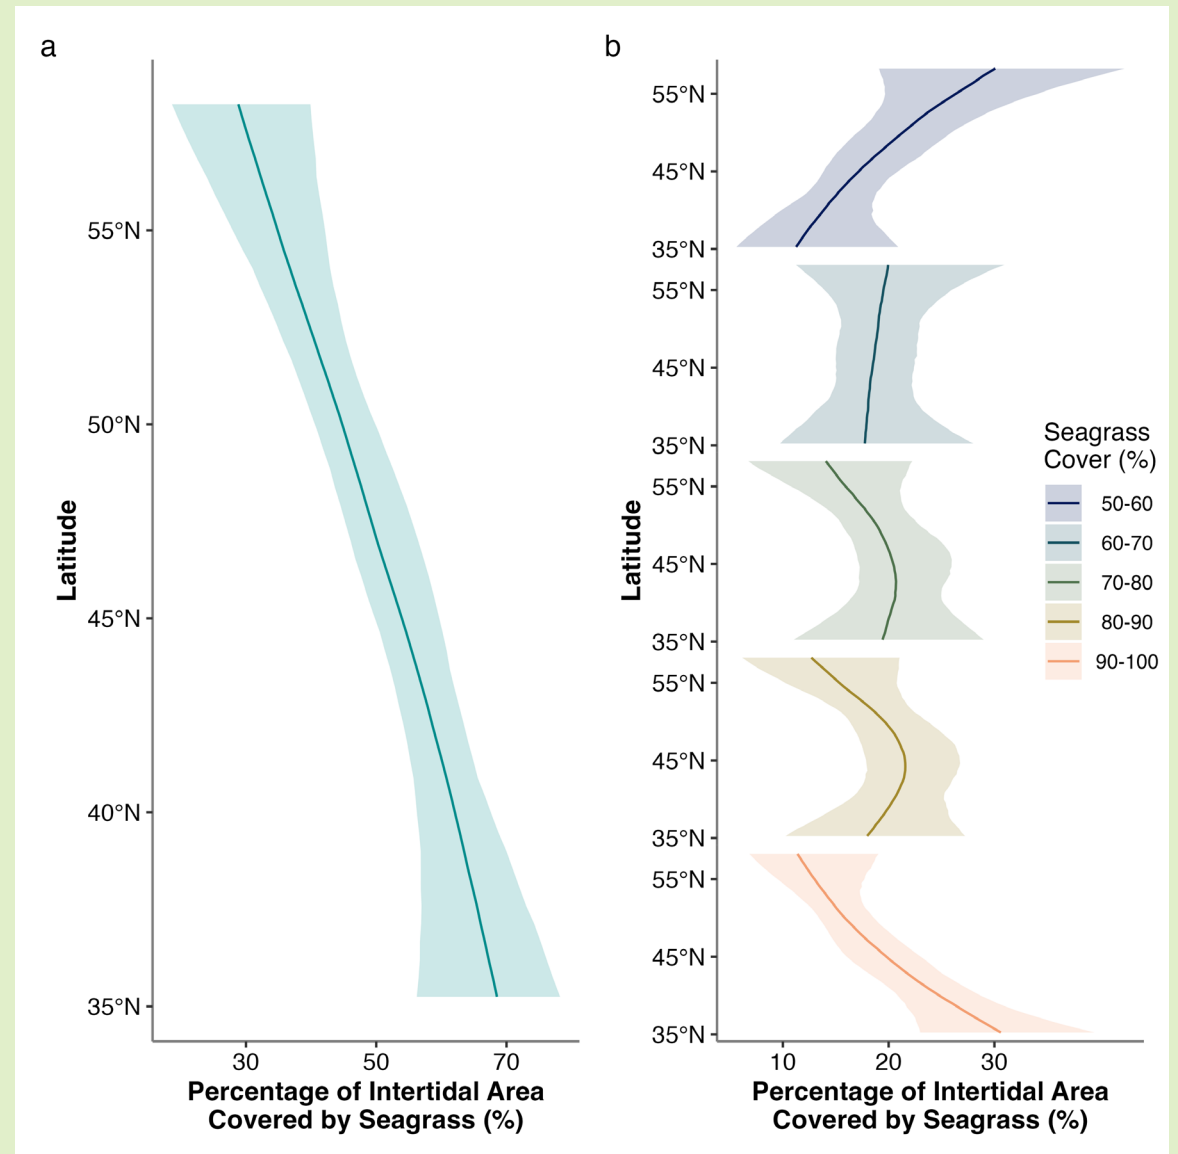 a
55°N
50°N
45°N
40°N
35°N
Latitude
30 50 70
Percentage of Intertidal Area
Covered by Seagrass (%)
b
55°N
45°N
35°N
55°N
45°N
35°N
55°N
45°N
35°N
55°N
45°N
35°N
55°N
45°N
35°N
Latitude
10 20 30
Percentage of Intertidal Area
Covered by Seagrass (%)
Seagrass
Cover (%)
50-60
60-70
70-80
80-90
90-100